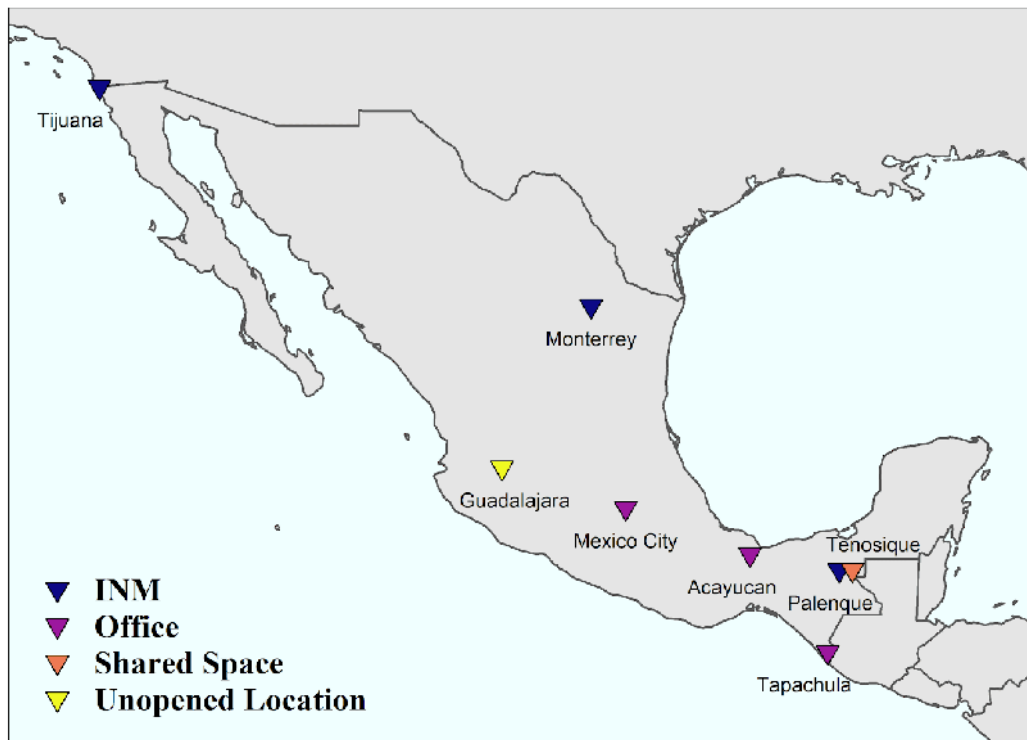 Tijuana
Monterrey
Guadalajara
Mexico City
Tenosique
Acayucan
Palenque
Tapachula
INM
Office
Shared Space
Unopened Location